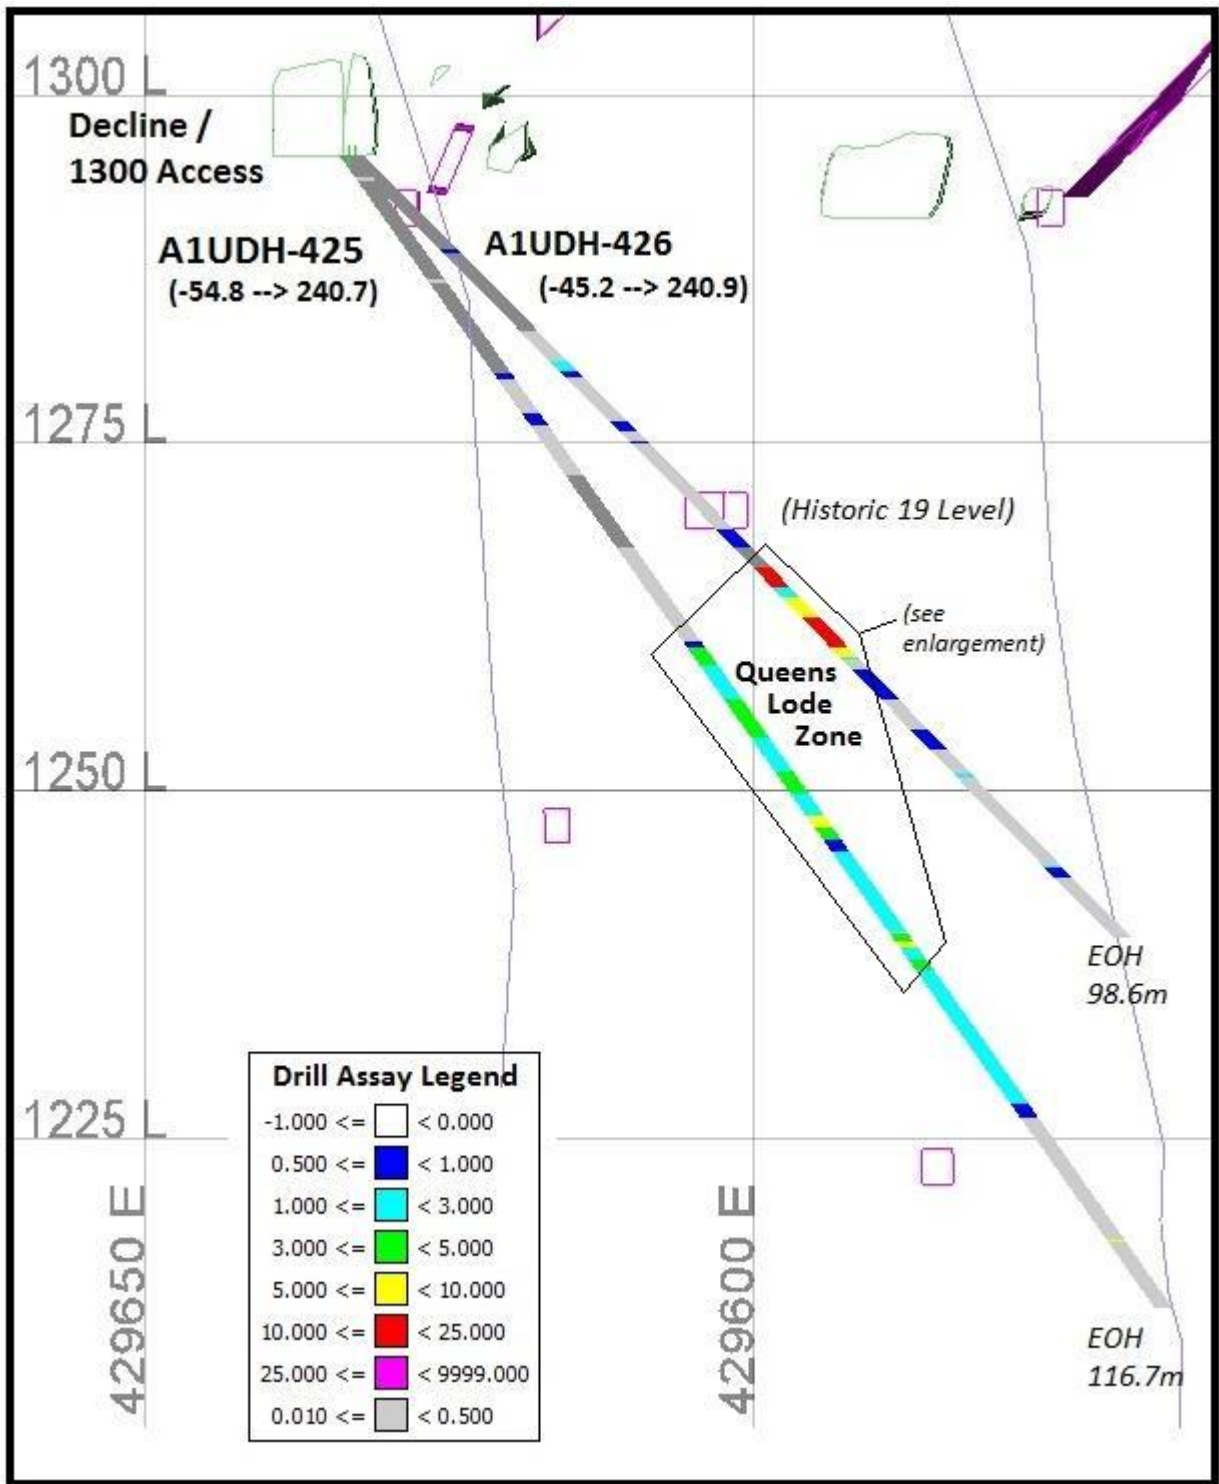 1300 L
Decline /
1300 Access
A1UDH-425
(-54.8 --> 240.7)
A1UDH-426
(-45.2 --> 240.9)
1275 L
(Historic 19 Level)
(see
enlargement)
Queens
Lode
Zone
1250 L
EOH
98.6m
1225 L
Drill Assay Legend
-1.000 <= < 0.000
0.500 <= < 1.000
1.000 <= < 3.000
3.000 <= < 5.000
5.000 <= < 10.000
10.000 <= < 25.000
25.000 <= < 9999.000
0.010 <= < 0.500
429650 E
429600 E
EOH
116.7m